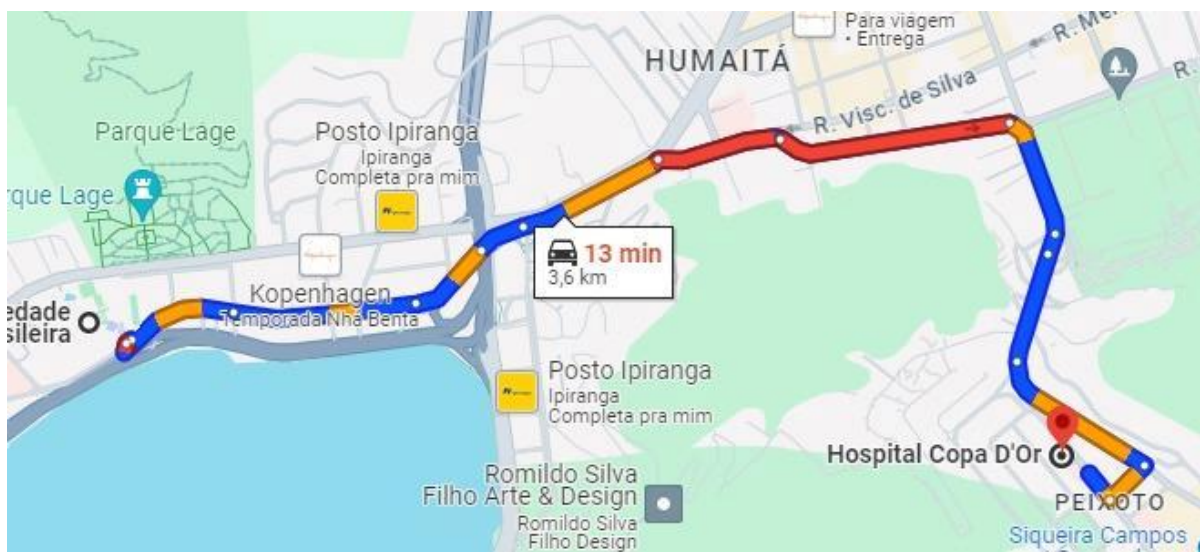 Para viagem
• Entrega
HUMAITÁ
R. Visc. de Silva
R.
Parque Lage
Posto Ipiranga
Ipiranga
Completa pra mim
rque Lage
13 min
3,6 km
Kopenhagen
Temporada Nhá Benta
edade
sileira
Posto Ipiranga
Ipiranga
Completa pra mim
Hospital Copa D'Or
Romildo Silva
Filho Arte & Design
Romildo Silva
Filho Design
PEIXOTO
Siqueira Campos